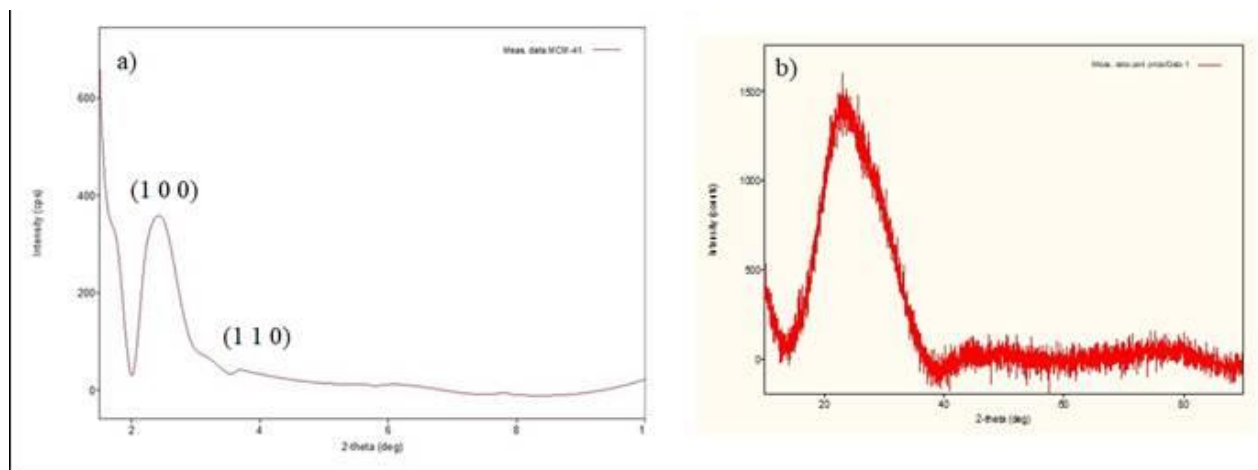 a)
Meas. data:MCM-41
600
400
200
0
(1 0 0)
(1 1 0)
Intensity (cps)
2
4
6
8
1
2-theta (deg)
b)
1500
1000
500
0
Intensity (counts)
20
40
60
80
2-theta (deg)